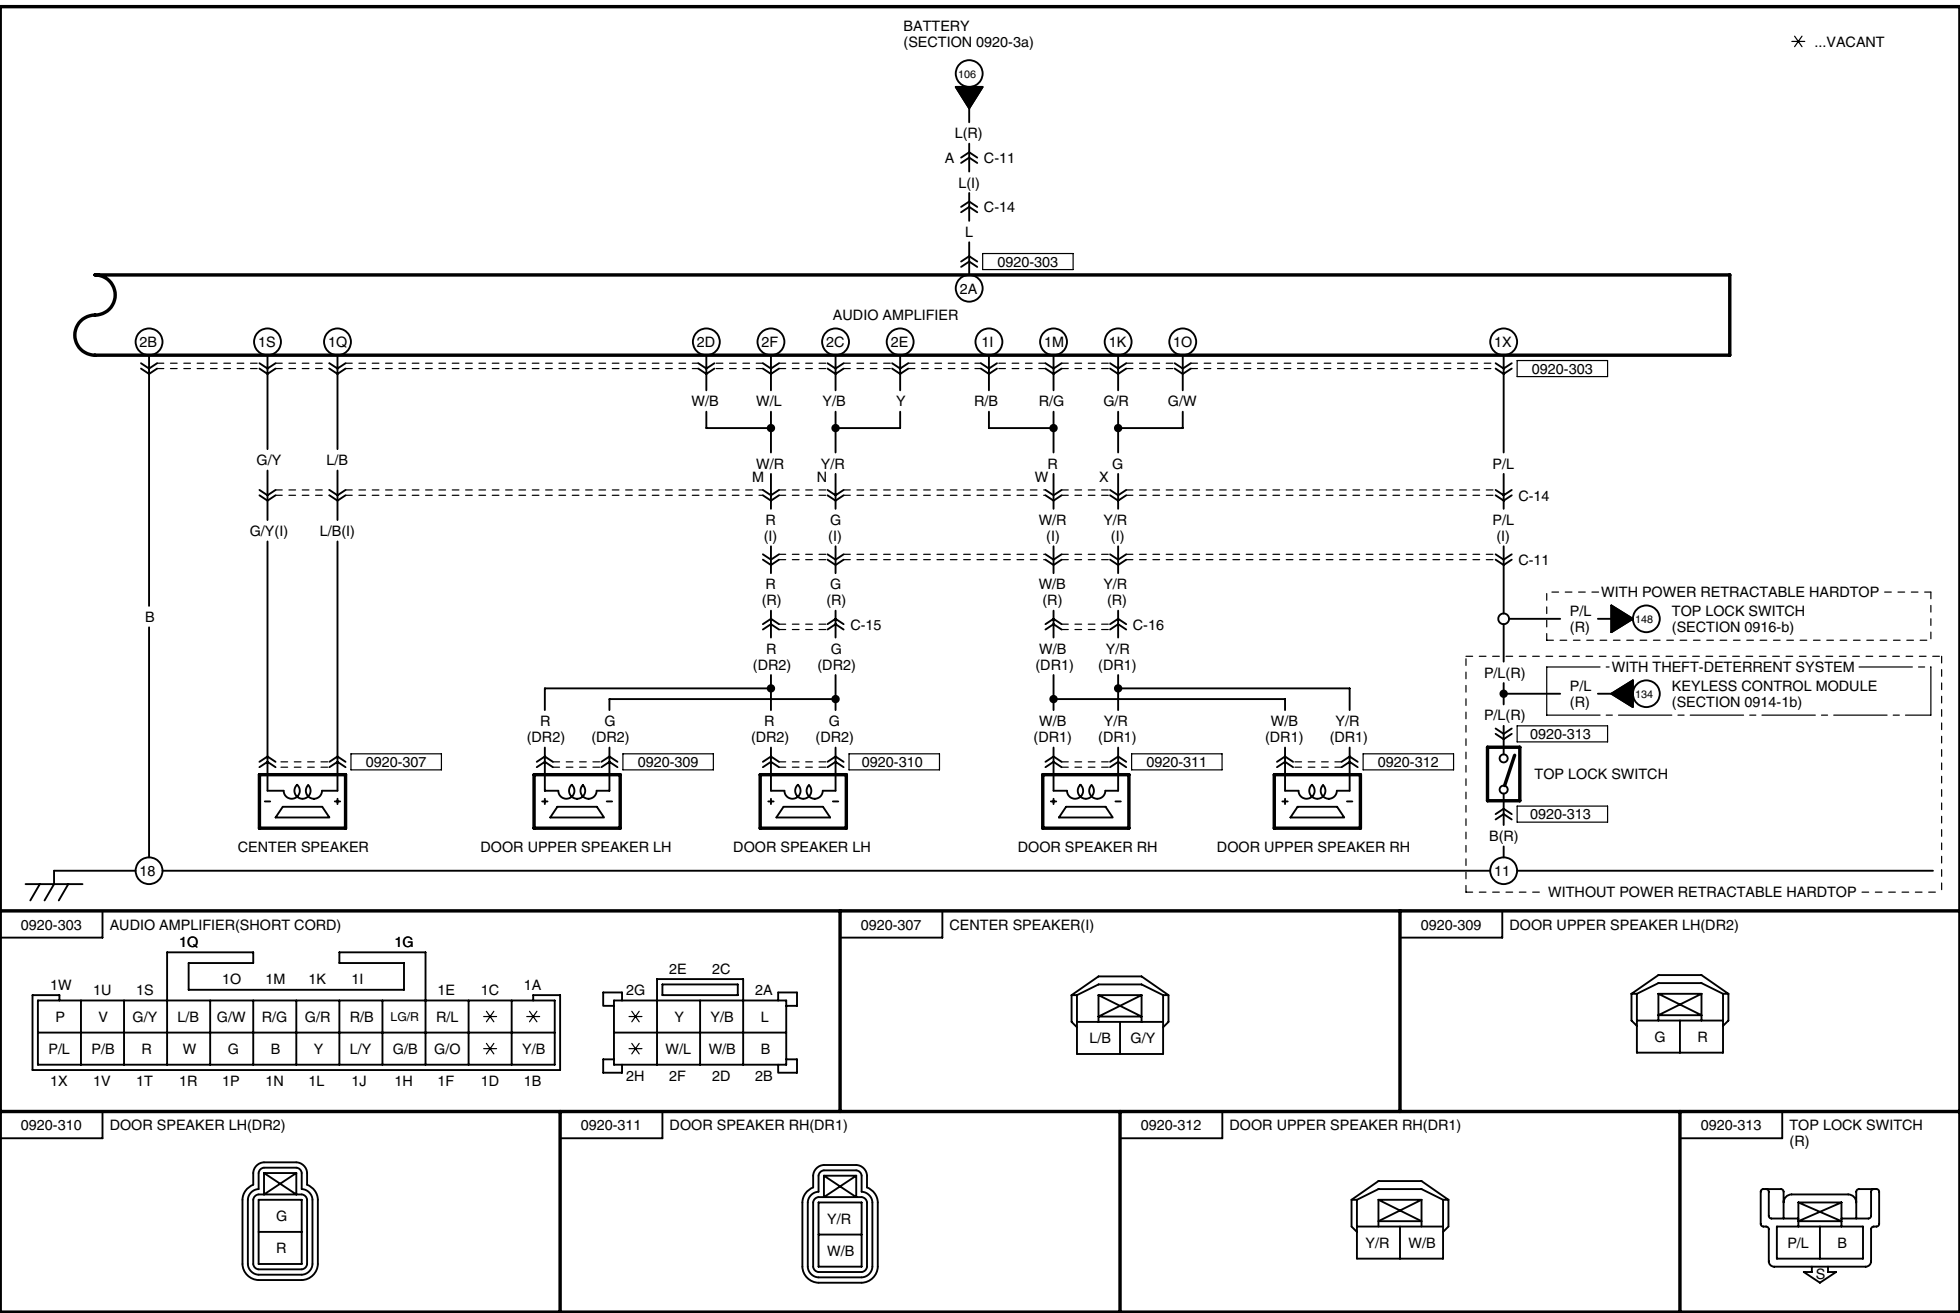 BATTERY
(SECTION 0920-3a)
* ...VACANT
106
L(R)
A C-11
L(I)
C-14
L
0920-303
2A
AUDIO AMPLIFIER
2B 1S 1Q 2D 2F 2C 2E 1I 1M 1K 1O 1X
0920-303
W/B W/L Y/B Y R/B R/G G/R G/W
G/Y L/B W/R Y/R R G P/L
M N W X
C-14
G/Y(I) L/B(I) R G W/R Y/R P/L
(I) (I) (I) (I) (I)
C-11
R G W/B Y/R
(R) (R) (R) (R)
WITH POWER RETRACTABLE HARDTOP
P/L 148 TOP LOCK SWITCH
(R) (SECTION 0916-b)
B
C-15 C-16
R G W/B Y/R
(DR2) (DR2) (DR1) (DR1)
P/L(R)
WITH THEFT-DETERRENT SYSTEM
P/L 134 KEYLESS CONTROL MODULE
(R) (SECTION 0914-1b)
P/L(R)
R G R G W/B Y/R W/B Y/R
(DR2) (DR2) (DR2) (DR2) (DR1) (DR1) (DR1) (DR1)
0920-313
0920-307 0920-309 0920-310 0920-311 0920-312
TOP LOCK SWITCH
- + + - + - + - + -
0920-313
B(R)
CENTER SPEAKER DOOR UPPER SPEAKER LH DOOR SPEAKER LH DOOR SPEAKER RH DOOR UPPER SPEAKER RH
18 11
WITHOUT POWER RETRACTABLE HARDTOP
0920-303 AUDIO AMPLIFIER(SHORT CORD)
1Q 1G
1O 1M 1K 1I
1W 1U 1S 1E 1C 1A
P V G/Y L/B G/W R/G G/R R/B LG/R R/L * *
P/L P/B R W G B Y L/Y G/B G/O * Y/B
1X 1V 1T 1R 1P 1N 1L 1J 1H 1F 1D 1B
2E 2C
2G 2A
* Y Y/B L
* W/L W/B B
2H 2F 2D 2B
0920-307 CENTER SPEAKER(I)
L/B G/Y
0920-309 DOOR UPPER SPEAKER LH(DR2)
G R
0920-310 DOOR SPEAKER LH(DR2)
G
R
0920-311 DOOR SPEAKER RH(DR1)
Y/R
W/B
0920-312 DOOR UPPER SPEAKER RH(DR1)
Y/R W/B
0920-313 TOP LOCK SWITCH
(R)
P/L B
S